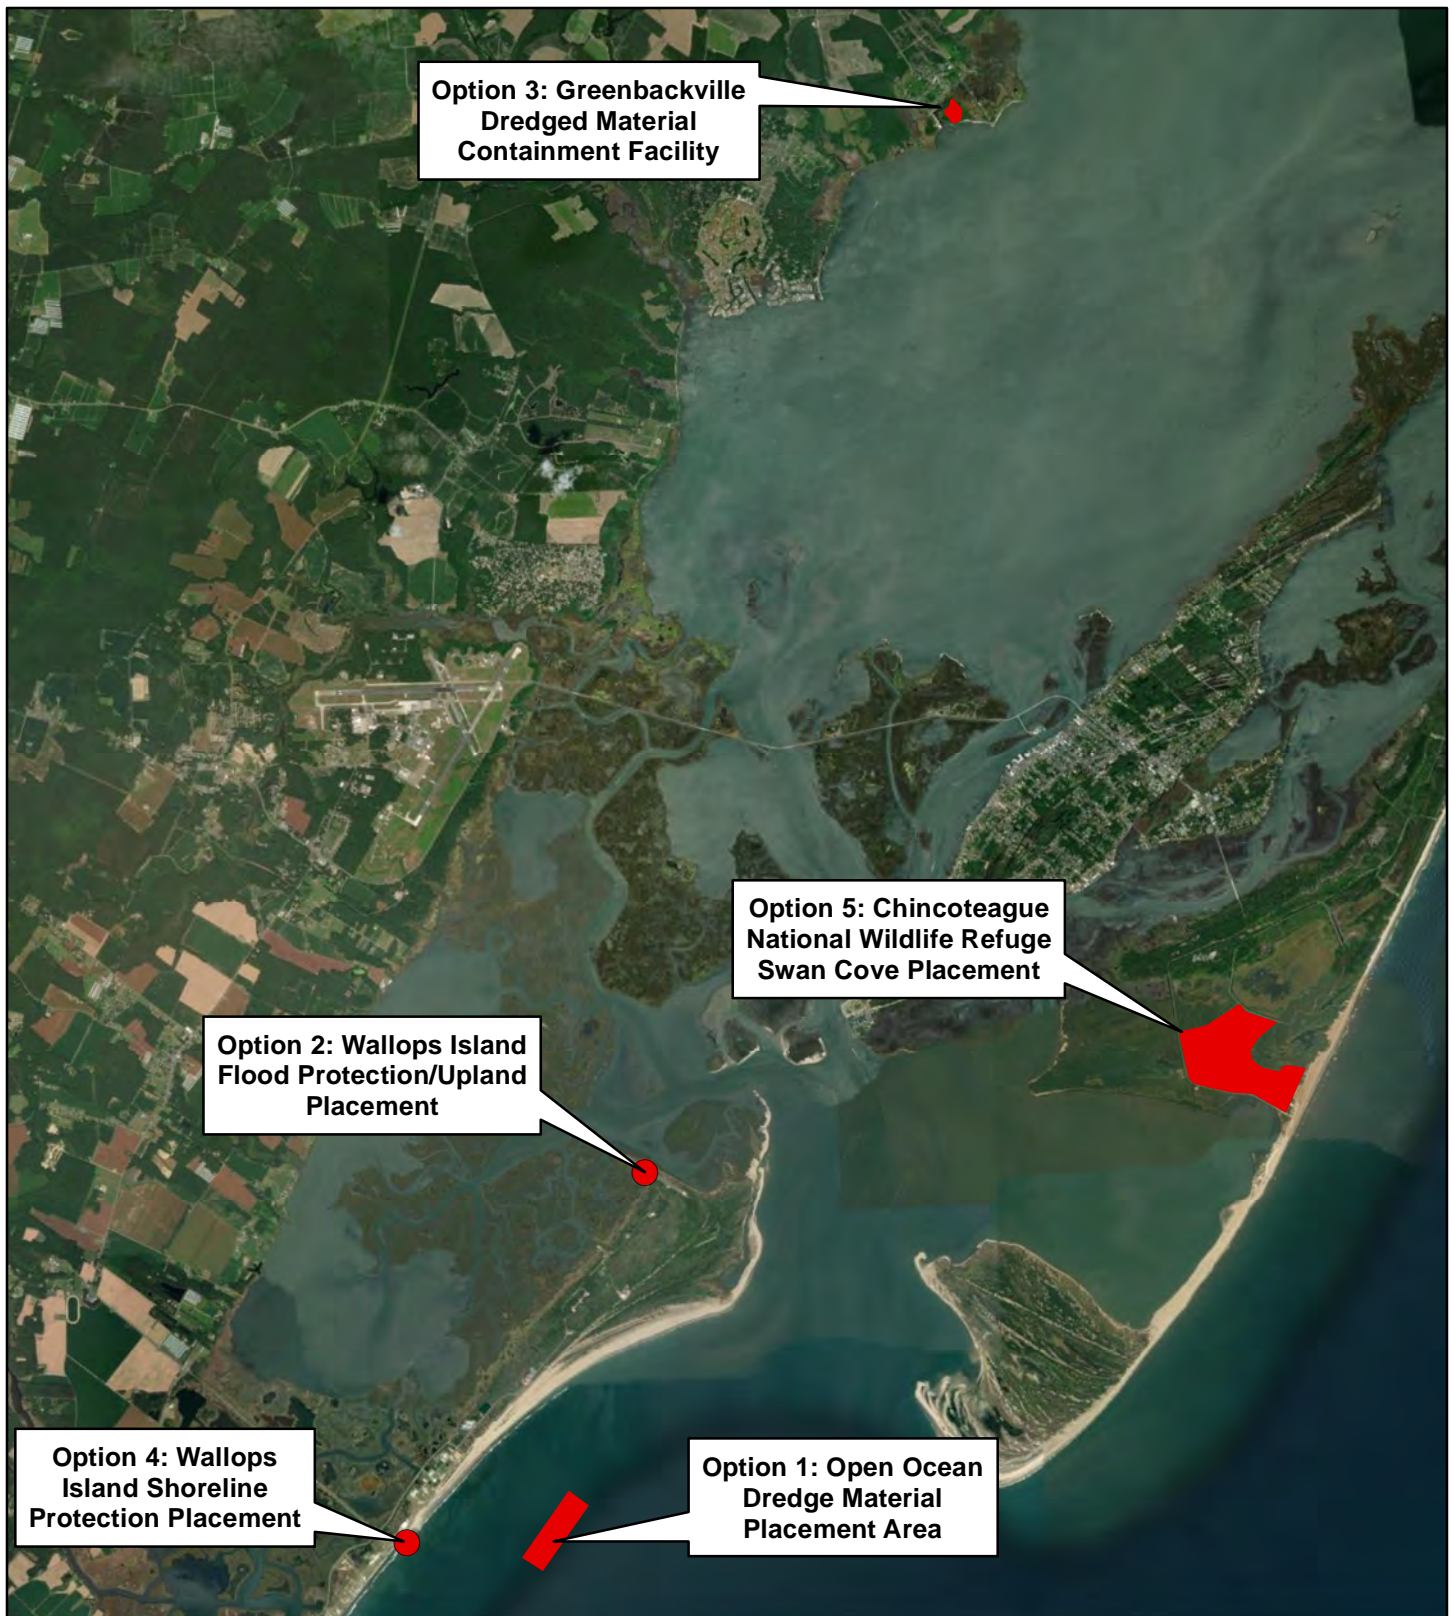 Option 3: Greenbackville
Dredged Material
Containment Facility
Option 5: Chincoteague
National Wildlife Refuge
Swan Cove Placement
Option 2: Wallops Island
Flood Protection/Upland
Placement
Option 4: Wallops
Island Shoreline
Protection Placement
Option 1: Open Ocean
Dredge Material
Placement Area